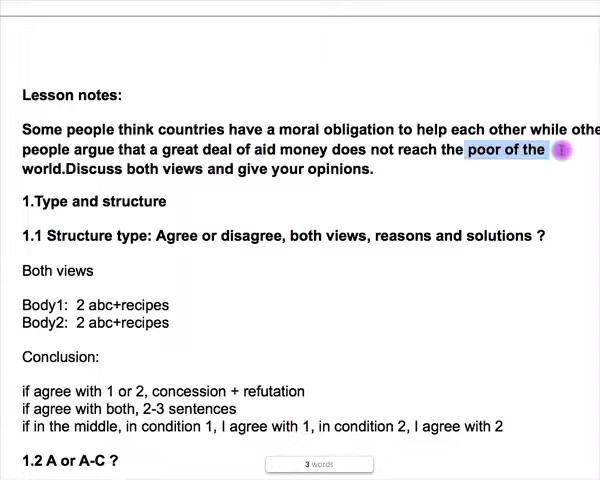 Lesson notes:
Some people think countries have a moral obligation to help each other while othe
people argue that a great deal of aid money does not reach the poor of the
world.Discuss both views and give your opinions.
1.Type and structure
1.1 Structure type: Agree or disagree, both views, reasons and solutions ?
Both views
Body1: 2 abc+recipes
Body2: 2 abc+recipes
Conclusion:
if agree with 1 or 2, concession + refutation
if agree with both, 2-3 sentences
if in the middle, in condition 1, I agree with 1, in condition 2, I agree with 2
1.2 A or A-C ?
3 words